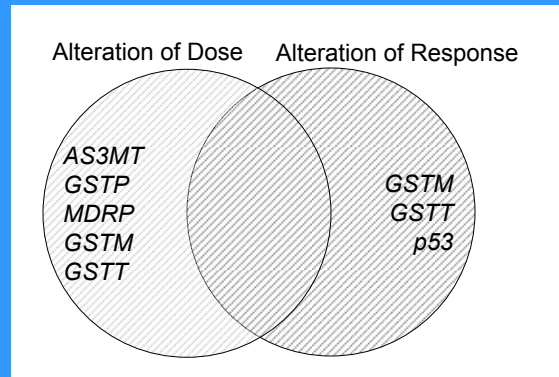 Alteration of Dose
Alteration of Response
AS3MT
GSTP
MDRP
GSTM
GSTT
GSTM
GSTT
p53